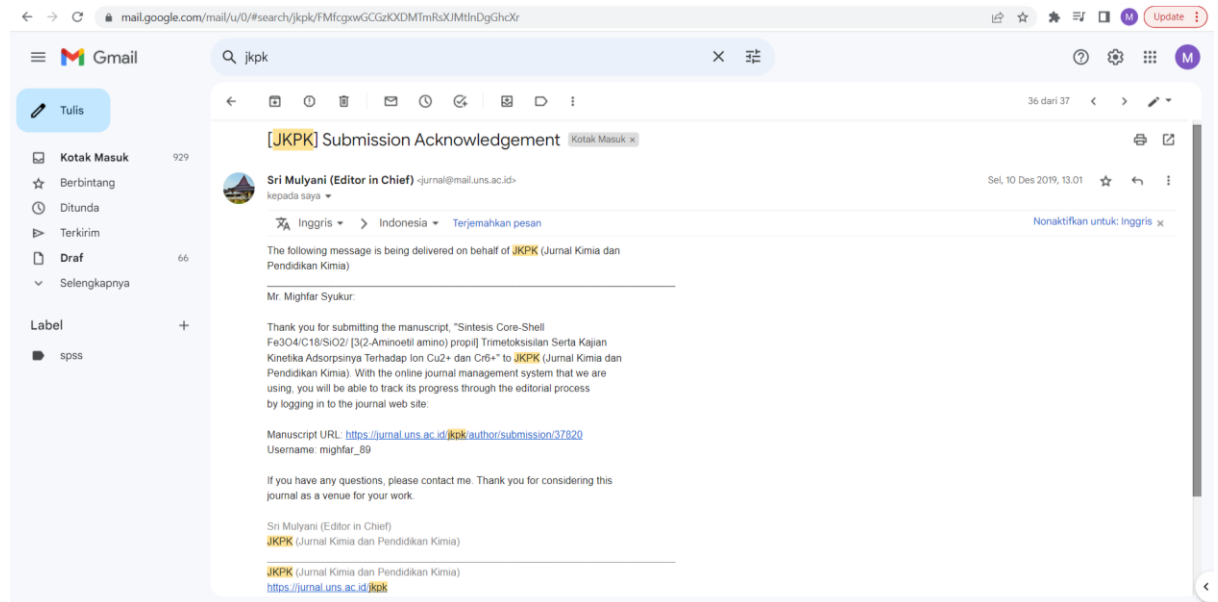 mail.google.com/mail/u/0/#search/jkpk/FMfcgxwGCGzKXDMTmRsXJMtlnDgGhcXr
M
Update
Gmail
jkpk
M
Tulis
36 dari 37
[JKPK] Submission Acknowledgement Kotak Masuk ×
Kotak Masuk 929
Berbintang
Ditunda
Terkirim
Draf 66
Selengkapnya
Label +
spss
Sri Mulyani (Editor in Chief) <jurnal@mail.uns.ac.id>
Sel, 10 Des 2019, 13.01
kepada saya
Inggris > Indonesia Terjemahkan pesan
Nonaktifkan untuk: Inggris ×
The following message is being delivered on behalf of JKPK (Jurnal Kimia dan
Pendidikan Kimia)
Mr. Mighfar Syukur:
Thank you for submitting the manuscript, "Sintesis Core-Shell
Fe3O4/C18/SiO2/ [3(2-Aminoetil amino) propil] Trimetoksisilan Serta Kajian
Kinetika Adsorpsinya Terhadap Ion Cu2+ dan Cr6+" to JKPK (Jurnal Kimia dan
Pendidikan Kimia). With the online journal management system that we are
using, you will be able to track its progress through the editorial process
by logging in to the journal web site:
Manuscript URL: https://jurnal.uns.ac.id/jkpk/author/submission/37820
Username: mighfar_89
If you have any questions, please contact me. Thank you for considering this
journal as a venue for your work.
Sri Mulyani (Editor in Chief)
JKPK (Jurnal Kimia dan Pendidikan Kimia)
JKPK (Jurnal Kimia dan Pendidikan Kimia)
https://jurnal.uns.ac.id/jkpk